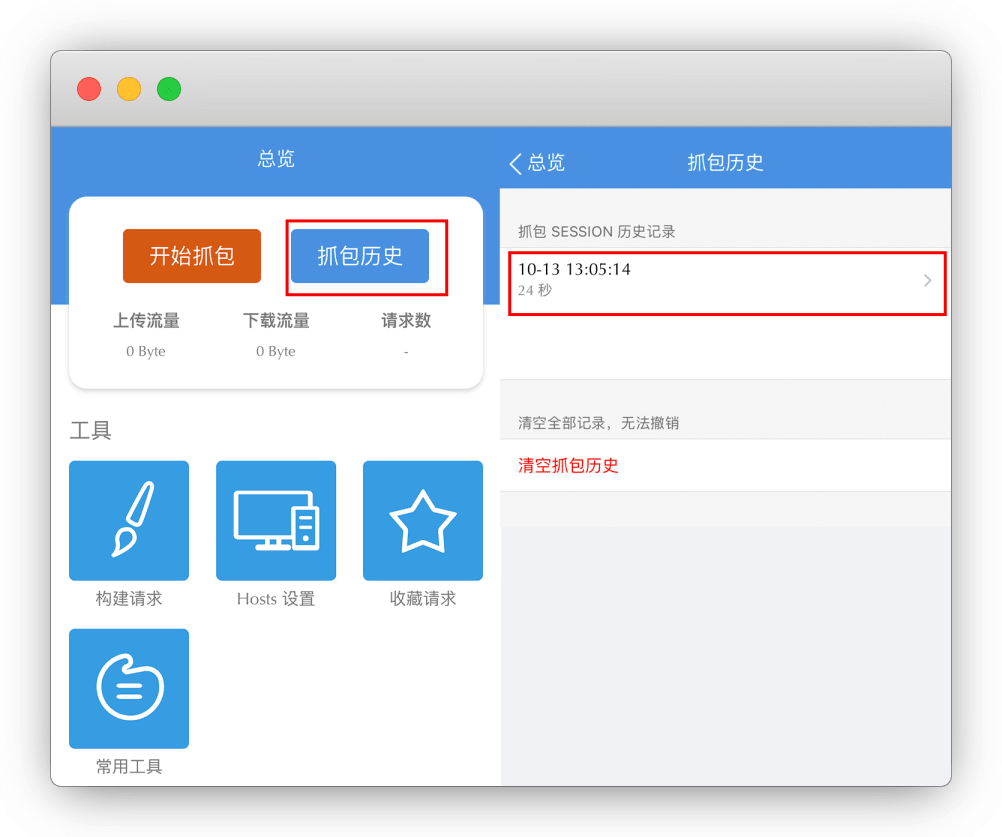 总览
开始抓包
抓包历史
上传流量
下载流量
请求数
0 Byte
0 Byte
-
工具
构建请求
Hosts 设置
收藏请求
常用工具
总览
抓包历史
抓包 SESSION 历史记录
10-13 13:05:14
24 秒
清空全部记录，无法撤销
清空抓包历史